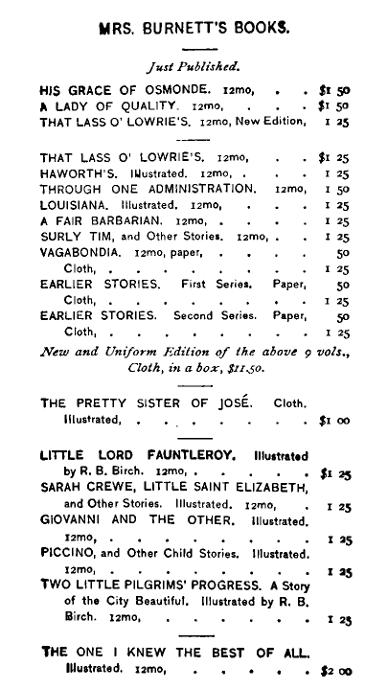 MRS. BURNETT'S BOOKS.
Just Published.
HIS GRACE OF OSMONDE. 12mo, . . $1 50
A LADY OF QUALITY. 12mo, . . . $1 50
THAT LASS O' LOWRIE'S. 12mo, New Edition, 1 25
THAT LASS O' LOWRIE'S. 12mo, . . $1 25
HAWORTH'S. Illustrated. 12mo, . . . 1 25
THROUGH ONE ADMINISTRATION. 12mo, 1 50
LOUISIANA. Illustrated. 12mo, . . . 1 25
A FAIR BARBARIAN. 12mo, . . . . 1 25
SURLY TIM, and Other Stories. 12mo, . . 1 25
VAGABONDIA. 12mo, paper, . . . . 50
Cloth, . . . . . . . . 1 25
EARLIER STORIES. First Series. Paper, 50
Cloth, . . . . . . . . 1 25
EARLIER STORIES. Second Series. Paper, 50
Cloth, . . . . . . . . 1 25
New and Uniform Edition of the above 9 vols.,
Cloth, in a box, $11.50.
THE PRETTY SISTER OF JOSÉ. Cloth.
Illustrated, . . . . . . . $1 00
LITTLE LORD FAUNTLEROY. Illustrated
by R. B. Birch. 12mo, . . . . . $1 25
SARAH CREWE, LITTLE SAINT ELIZABETH,
and Other Stories. Illustrated. 12mo, . 1 25
GIOVANNI AND THE OTHER. Illustrated.
12mo, . . . . . . . . 1 25
PICCINO, and Other Child Stories. Illustrated.
12mo, . . . . . . . . 1 25
TWO LITTLE PILGRIMS' PROGRESS. A Story
of the City Beautiful. Illustrated by R. B.
Birch. 12mo, . . . . . . 1 25
THE ONE I KNEW THE BEST OF ALL.
Illustrated. 12mo, . . . . . $2 00